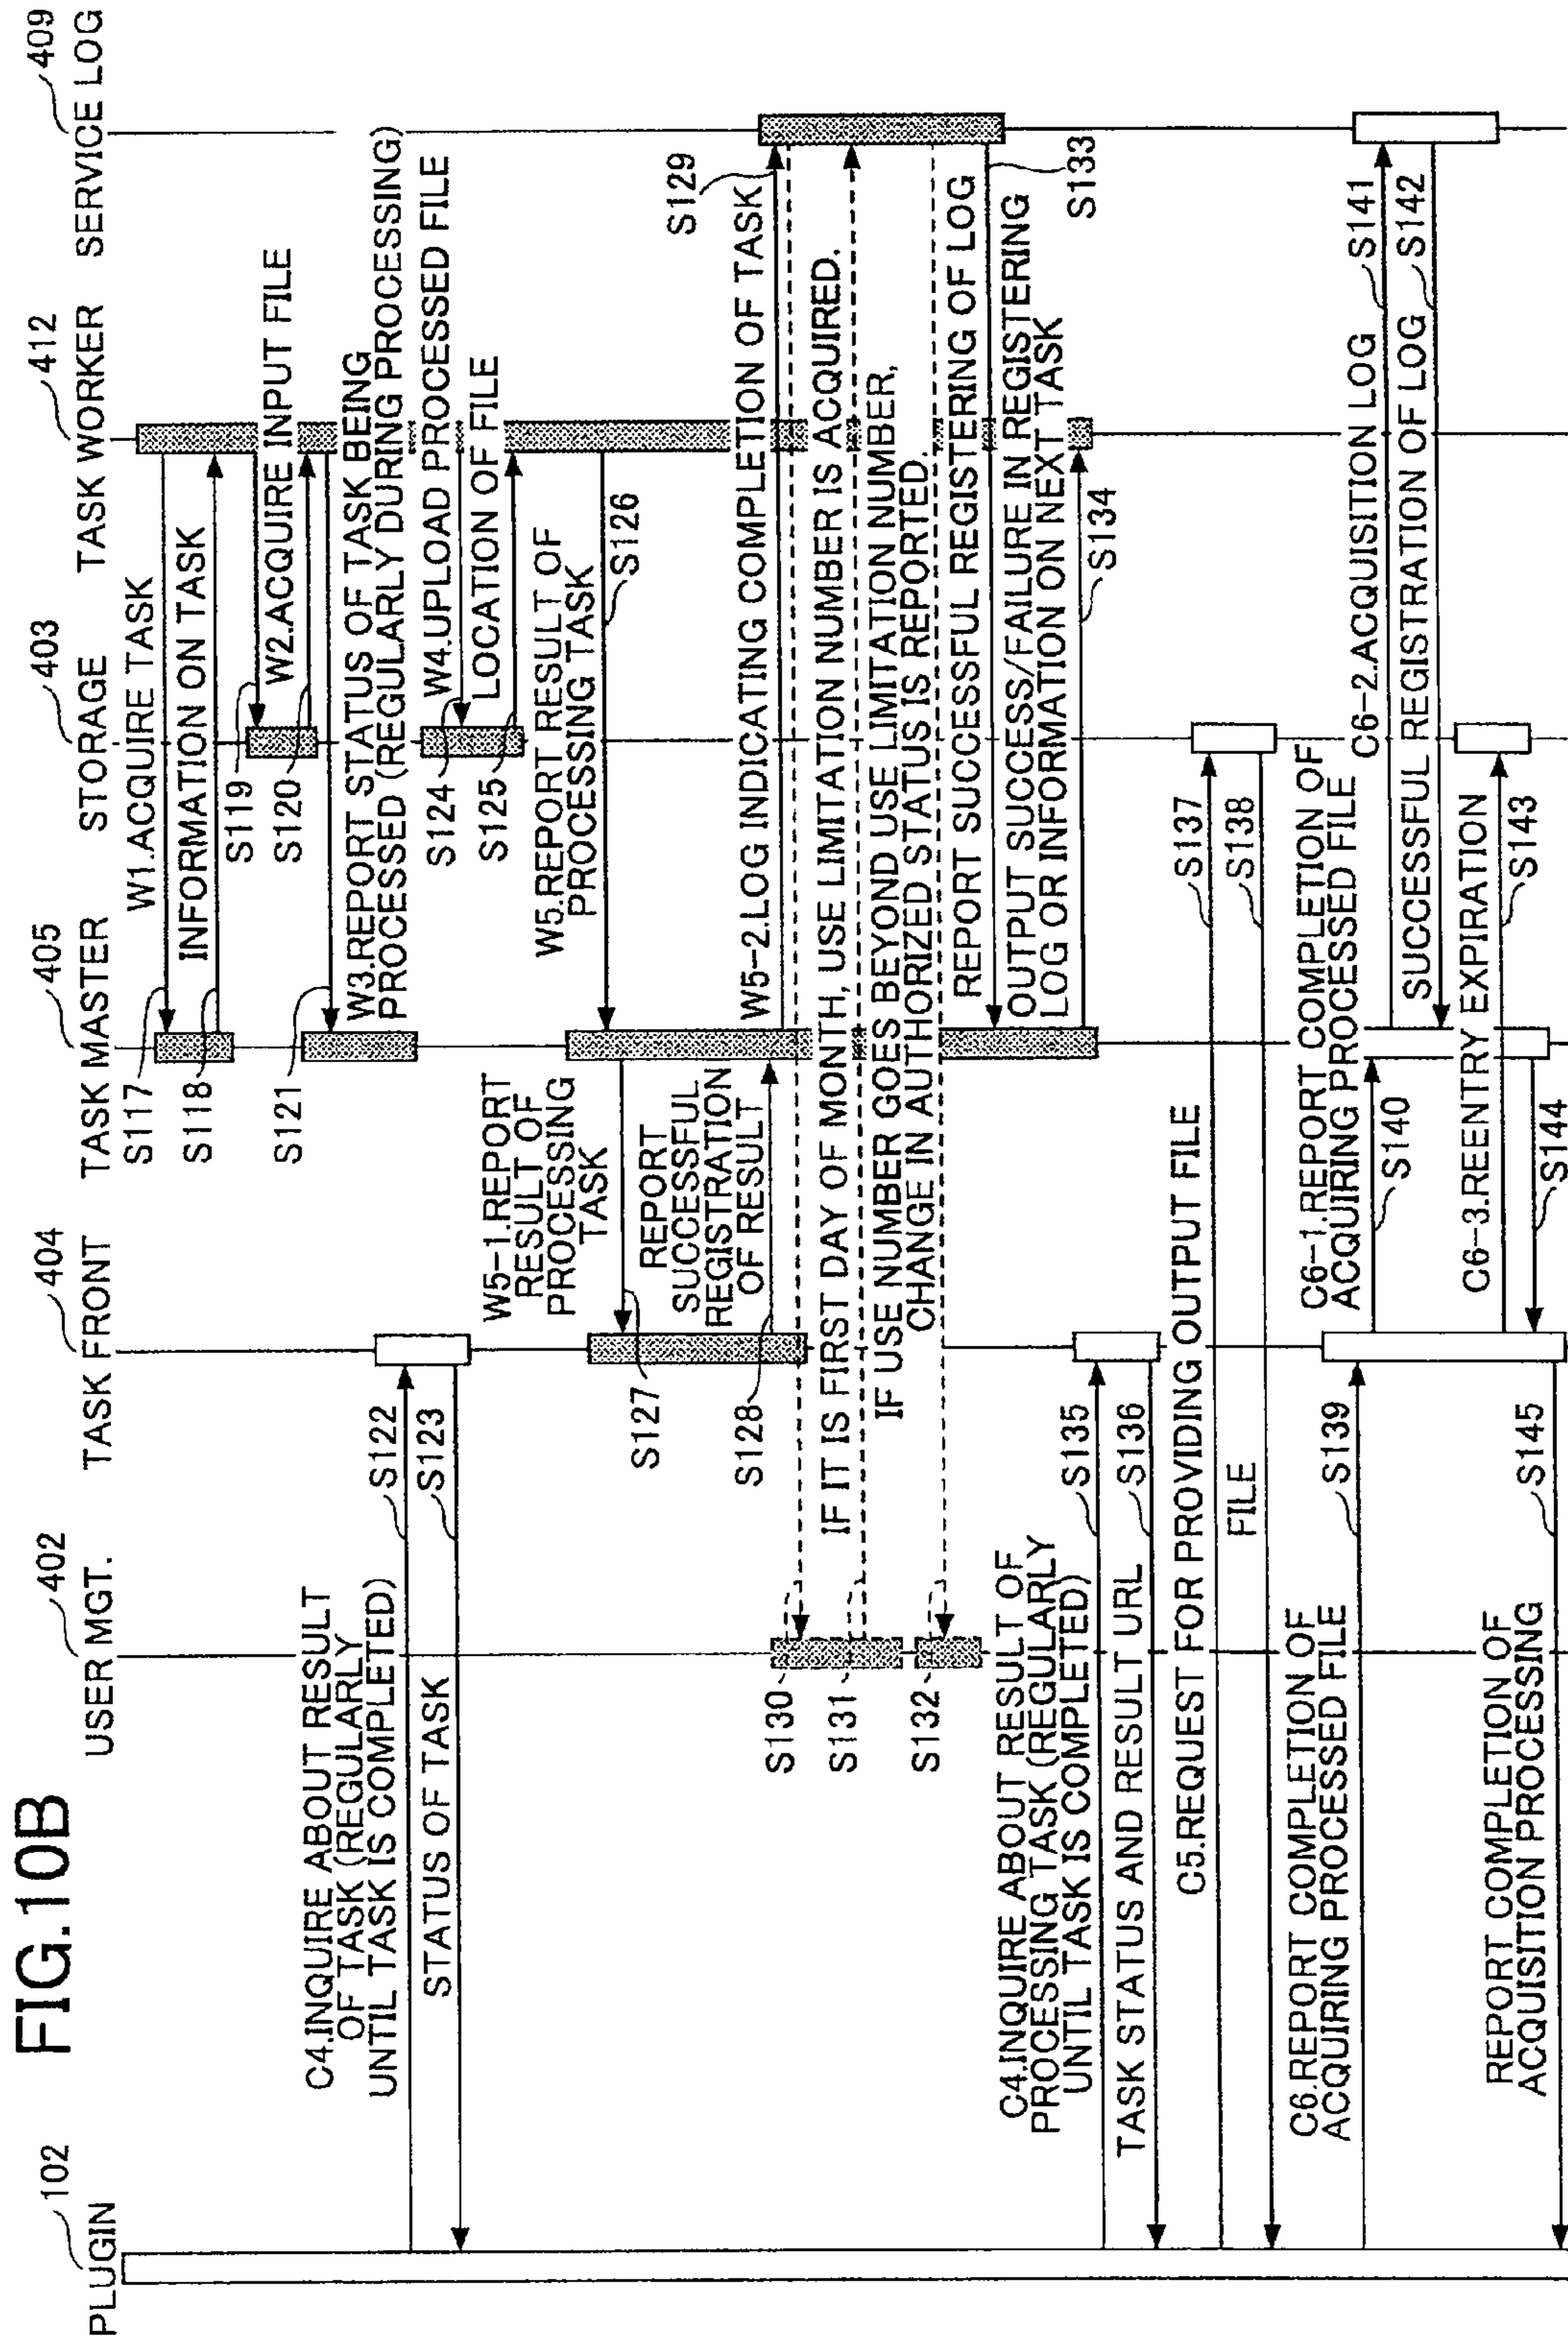 FIG.10B
102
PLUGIN
402
USER MGT.
404
TASK FRONT
405
TASK MASTER
403
STORAGE
412
TASK WORKER
409
SERVICE LOG
S117
W1.ACQUIRE TASK
S118
INFORMATION ON TASK
S119
W2.ACQUIRE INPUT FILE
S120
S121
W3.REPORT STATUS OF TASK BEING
PROCESSED (REGULARLY DURING PROCESSING)
C4.INQUIRE ABOUT RESULT
OF TASK (REGULARLY
UNTIL TASK IS COMPLETED)
S122
STATUS OF TASK
S123
S124
W4.UPLOAD PROCESSED FILE
S125
LOCATION OF FILE
W5.REPORT RESULT OF
PROCESSING TASK
S126
W5-1.REPORT
RESULT OF
PROCESSING
TASK
S127
REPORT
SUCCESSFUL
REGISTRATION
OF RESULT
S128
W5-2.LOG INDICATING COMPLETION OF TASK
S129
S130
IF IT IS FIRST DAY OF MONTH, USE LIMITATION NUMBER IS ACQUIRED.
S131
IF USE NUMBER GOES BEYOND USE LIMITATION NUMBER,
CHANGE IN AUTHORIZED STATUS IS REPORTED.
S132
REPORT SUCCESSFUL REGISTERING OF LOG
S133
OUTPUT SUCCESS/FAILURE IN REGISTERING
LOG OR INFORMATION ON NEXT TASK
S134
C4.INQUIRE ABOUT RESULT OF
PROCESSING TASK (REGULARLY
UNTIL TASK IS COMPLETED)
S135
TASK STATUS AND RESULT URL
S136
C5.REQUEST FOR PROVIDING OUTPUT FILE
S137
FILE
S138
C6.REPORT COMPLETION OF
ACQUIRING PROCESSED FILE
S139
C6-1.REPORT COMPLETION OF
ACQUIRING PROCESSED FILE
S140
C6-2.ACQUISITION LOG
S141
SUCCESSFUL REGISTRATION OF LOG
S142
C6-3.REENTRY EXPIRATION
S143
S144
REPORT COMPLETION OF
ACQUISITION PROCESSING
S145